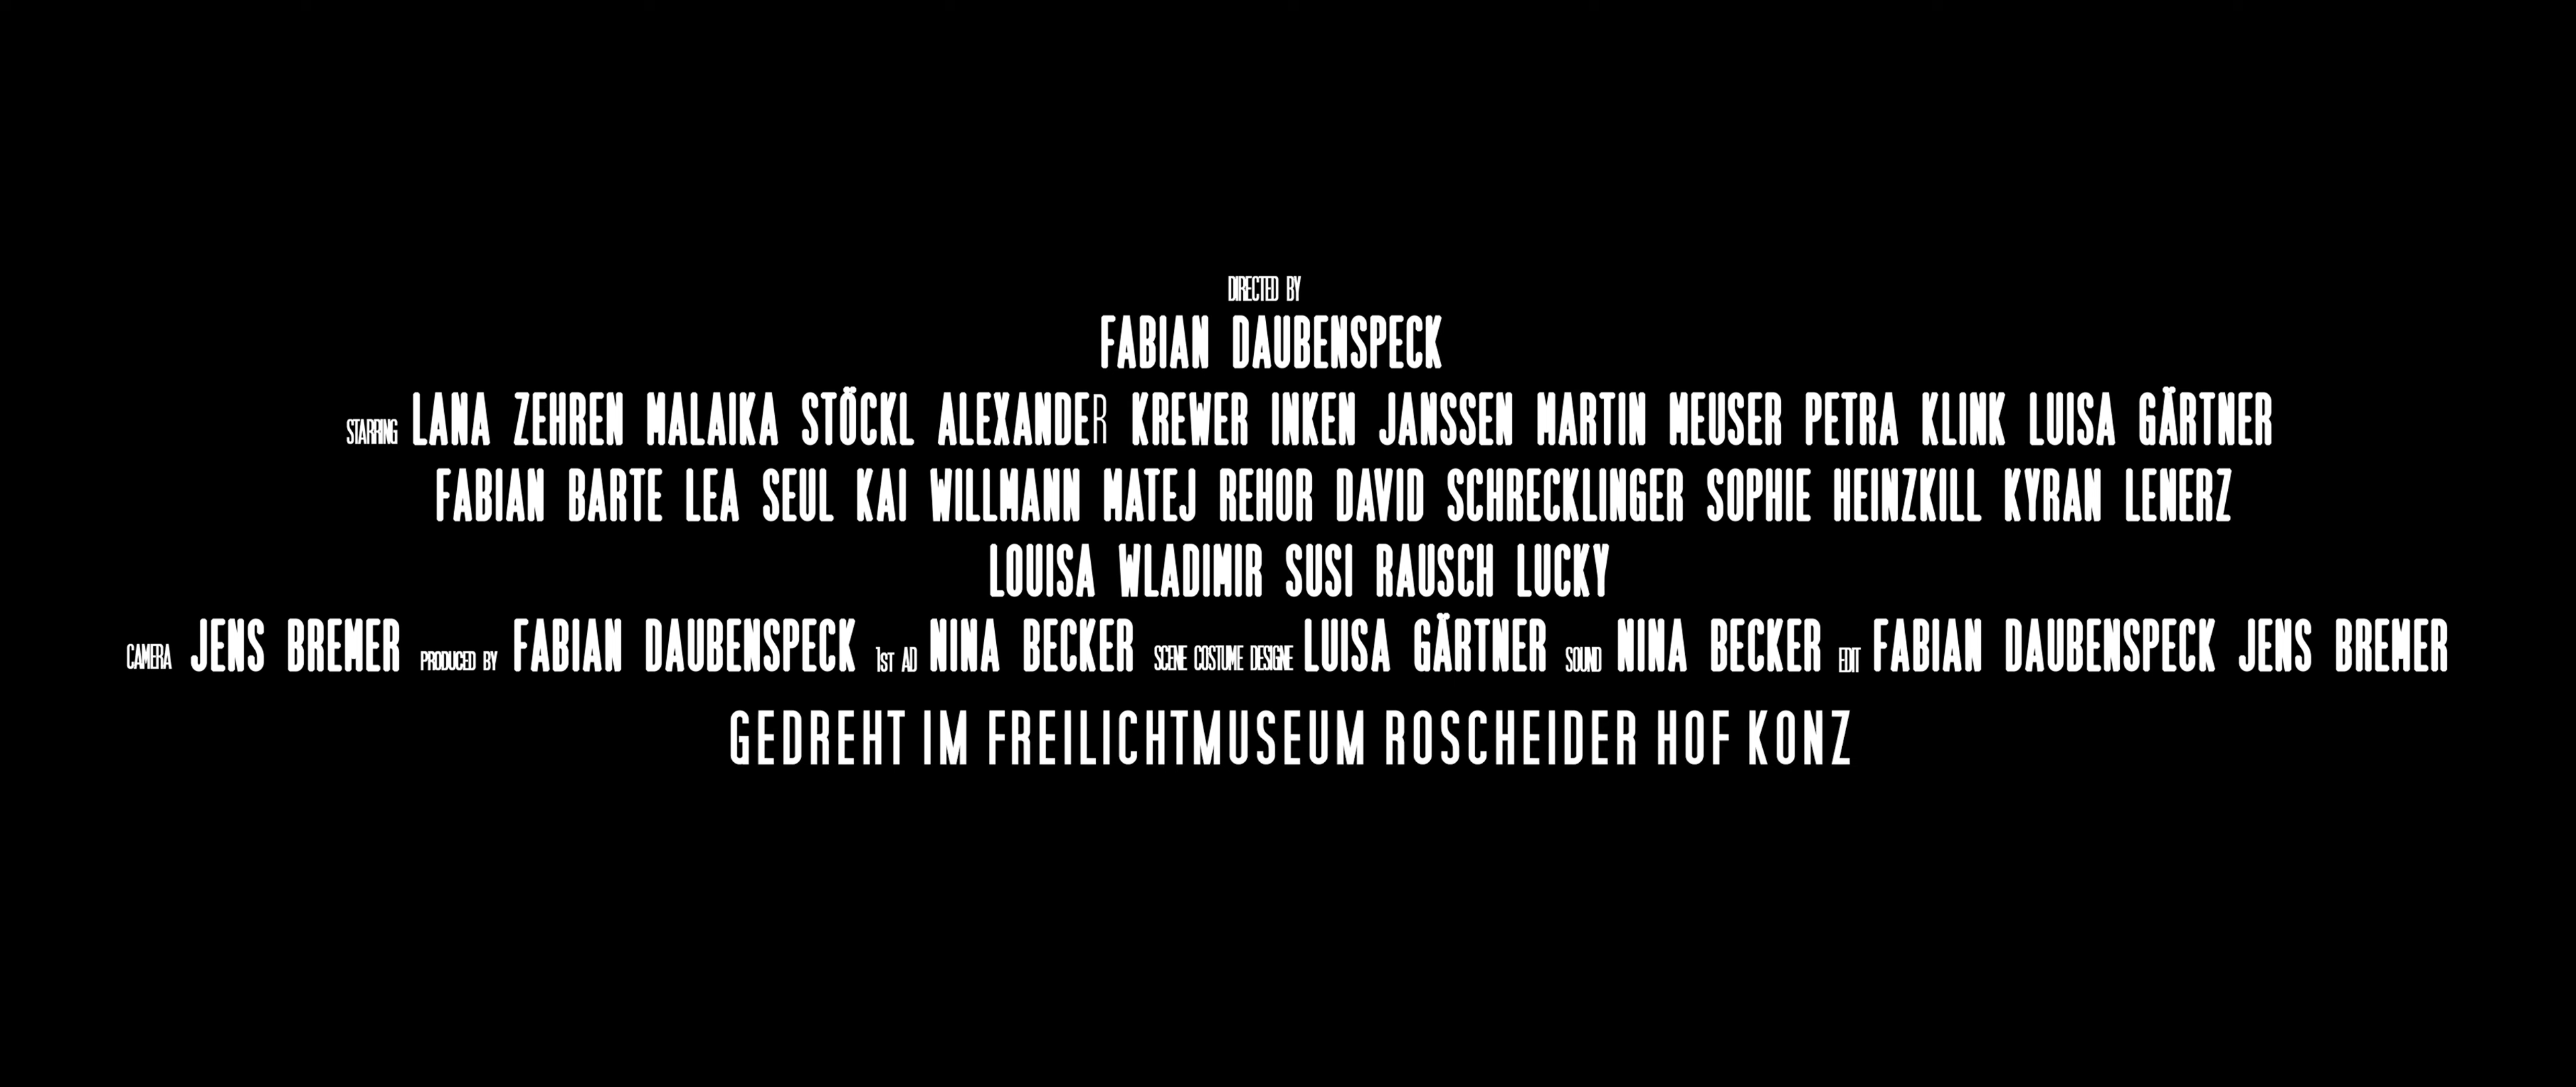 DIRECTED BY
FABIAN DAUBENSPECK
STARRING LANA ZEHREN MALAIKA STÖCKL ALEXANDER KREWER INKEN JANSSEN MARTIN MEUSER PETRA KLINK LUISA GÄRTNER
FABIAN BARTE LEA SEUL KAI WILLMANN MATEJ REHOR DAVID SCHRECKLINGER SOPHIE HEINZKILL KYRAN LENERZ
LOUISA WLADIMIR SUSI RAUSCH LUCKY
CAMERA JENS BREMER PRODUCED BY FABIAN DAUBENSPECK 1st AD NINA BECKER SCENE COSTUME DESIGNE LUISA GÄRTNER SOUND NINA BECKER EDIT FABIAN DAUBENSPECK JENS BREMER
GEDREHT IM FREILICHTMUSEUM ROSCHEIDER HOF KONZ